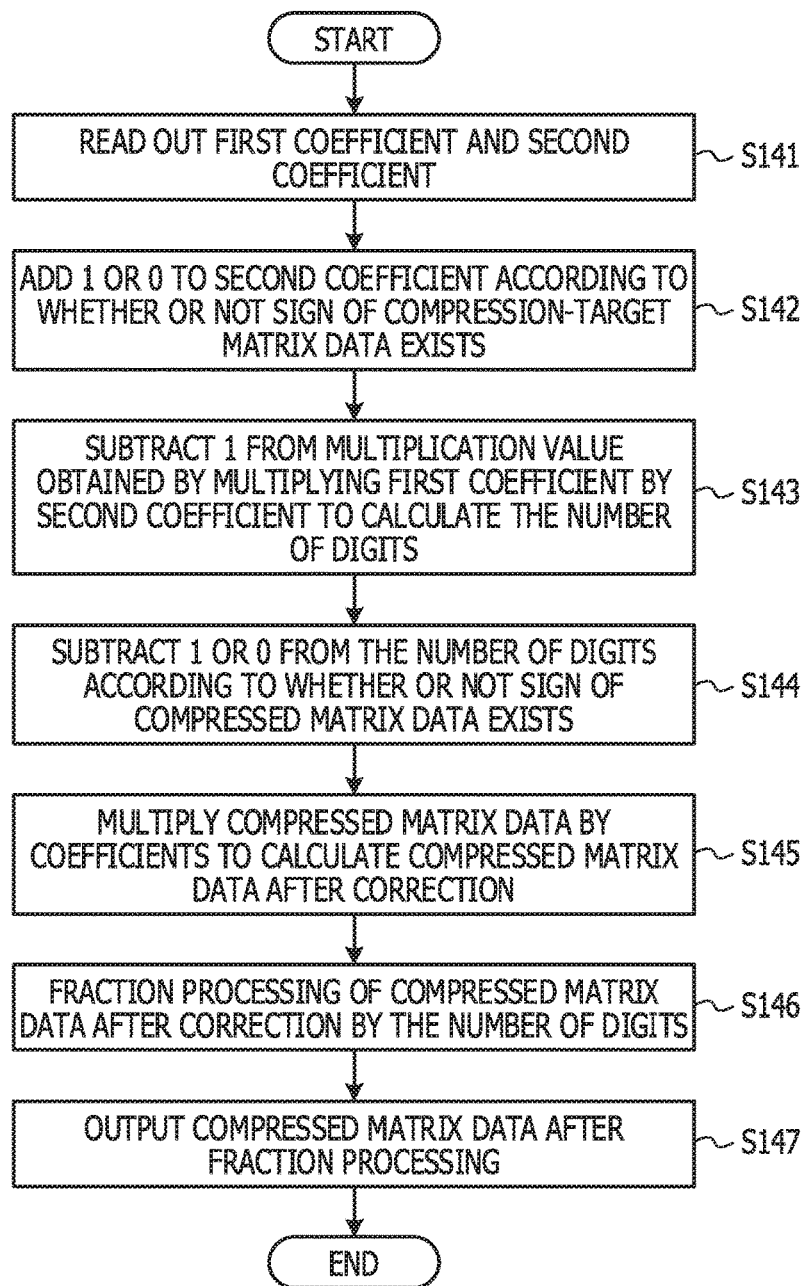 START
READ OUT FIRST COEFFICIENT AND SECOND
COEFFICIENT
S141
ADD 1 OR 0 TO SECOND COEFFICIENT ACCORDING TO
WHETHER OR NOT SIGN OF COMPRESSION-TARGET
MATRIX DATA EXISTS
S142
SUBTRACT 1 FROM MULTIPLICATION VALUE
OBTAINED BY MULTIPLYING FIRST COEFFICIENT BY
SECOND COEFFICIENT TO CALCULATE THE NUMBER
OF DIGITS
S143
SUBTRACT 1 OR 0 FROM THE NUMBER OF DIGITS
ACCORDING TO WHETHER OR NOT SIGN OF
COMPRESSED MATRIX DATA EXISTS
S144
MULTIPLY COMPRESSED MATRIX DATA BY
COEFFICIENTS TO CALCULATE COMPRESSED MATRIX
DATA AFTER CORRECTION
S145
FRACTION PROCESSING OF COMPRESSED MATRIX
DATA AFTER CORRECTION BY THE NUMBER OF DIGITS
S146
OUTPUT COMPRESSED MATRIX DATA AFTER
FRACTION PROCESSING
S147
END